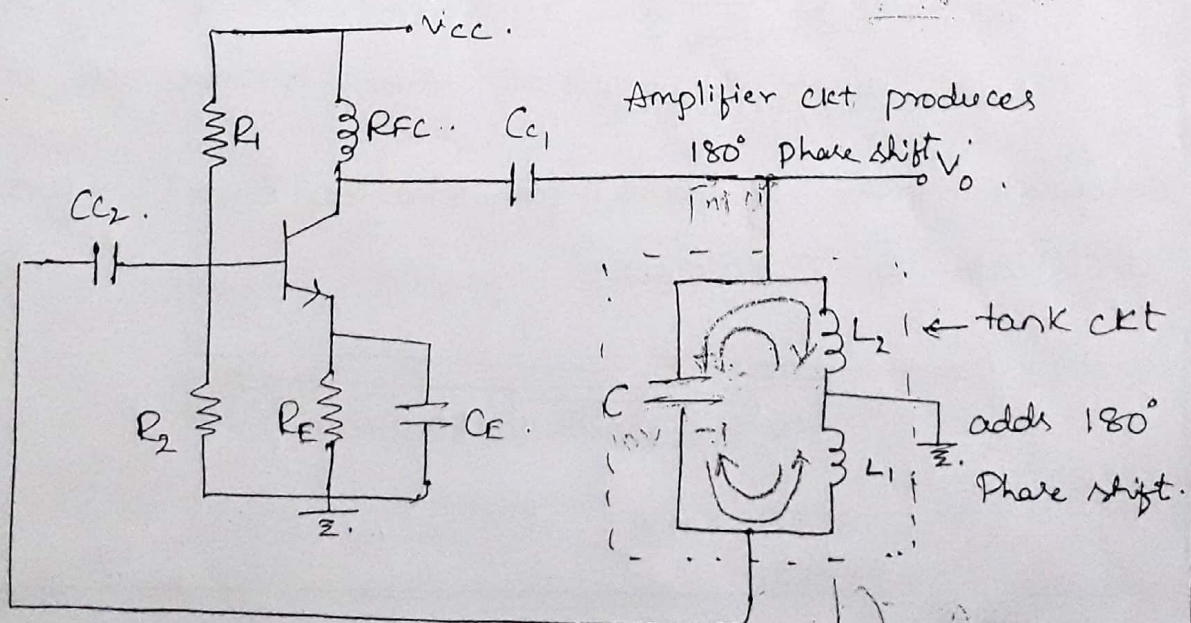 Vcc.
R1
RFC..
Cc1
Amplifier ckt produces
180° phase shift
Vo.
CC2.
L2
← tank ckt
C
R2
RE
CE.
adds 180°
Phase shift.
L1